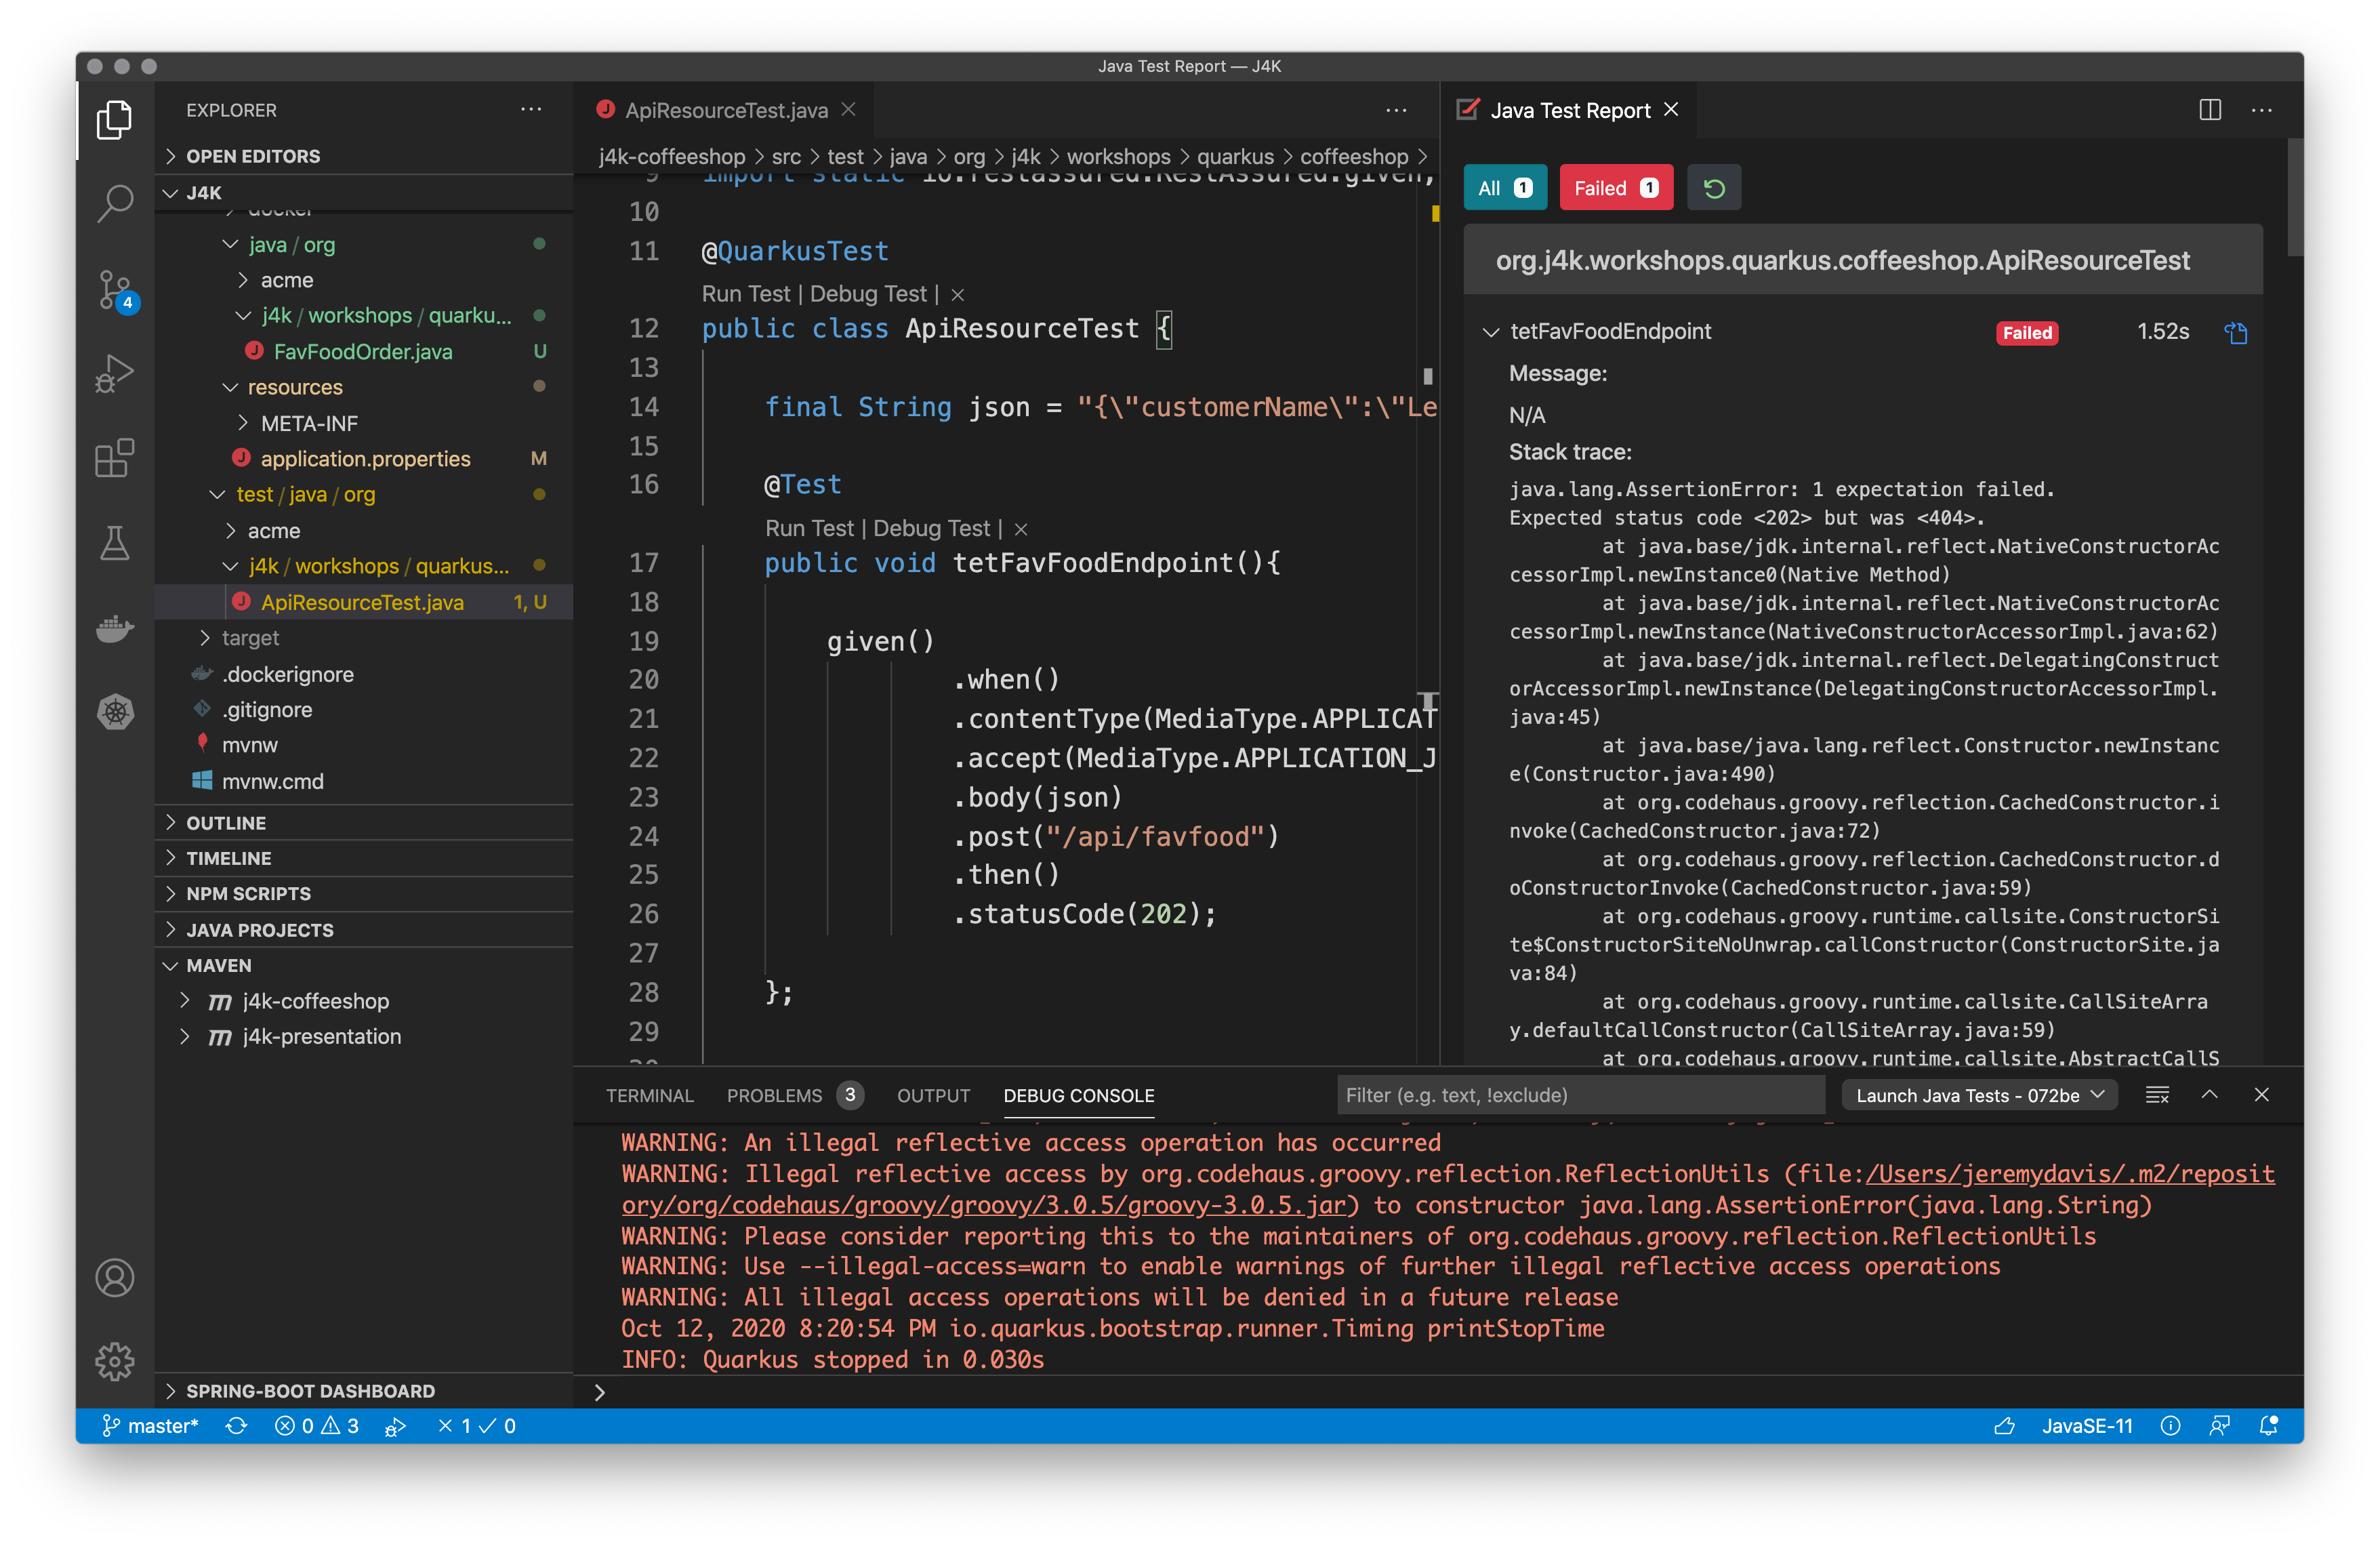 Java Test Report — J4K
EXPLORER
OPEN EDITORS
J4K
docker
java / org
acme
j4k / workshops / quarku...
FavFoodOrder.java U
resources
META-INF
application.properties M
test / java / org
acme
j4k / workshops / quarkus...
ApiResourceTest.java 1, U
target
.dockerignore
.gitignore
mvnw
mvnw.cmd
OUTLINE
TIMELINE
NPM SCRIPTS
JAVA PROJECTS
MAVEN
j4k-coffeeshop
j4k-presentation
SPRING-BOOT DASHBOARD
4
ApiResourceTest.java
j4k-coffeeshop > src > test > java > org > j4k > workshops > quarkus > coffeeshop >
9 import static io.restassured.RestAssured.given;
10
11 @QuarkusTest
Run Test | Debug Test |
12 public class ApiResourceTest {
13
14 final String json = "{\"customerName\":\"Le
15
16 @Test
Run Test | Debug Test |
17 public void tetFavFoodEndpoint(){
18
19 given()
20 .when()
21 .contentType(MediaType.APPLICAT
22 .accept(MediaType.APPLICATION_J
23 .body(json)
24 .post("/api/favfood")
25 .then()
26 .statusCode(202);
27
28 };
29
Java Test Report
All 1 Failed 1
org.j4k.workshops.quarkus.coffeeshop.ApiResourceTest
tetFavFoodEndpoint Failed 1.52s
Message:
N/A
Stack trace:
java.lang.AssertionError: 1 expectation failed.
Expected status code <202> but was <404>.
at java.base/jdk.internal.reflect.NativeConstructorAc
cessorImpl.newInstance0(Native Method)
at java.base/jdk.internal.reflect.NativeConstructorAc
cessorImpl.newInstance(NativeConstructorAccessorImpl.java:62)
at java.base/jdk.internal.reflect.DelegatingConstruct
orAccessorImpl.newInstance(DelegatingConstructorAccessorImpl.
java:45)
at java.base/java.lang.reflect.Constructor.newInstanc
e(Constructor.java:490)
at org.codehaus.groovy.reflection.CachedConstructor.i
nvoke(CachedConstructor.java:72)
at org.codehaus.groovy.reflection.CachedConstructor.d
oConstructorInvoke(CachedConstructor.java:59)
at org.codehaus.groovy.runtime.callsite.ConstructorSi
te$ConstructorSiteNoUnwrap.callConstructor(ConstructorSite.ja
va:84)
at org.codehaus.groovy.runtime.callsite.CallSiteArra
y.defaultCallConstructor(CallSiteArray.java:59)
at org.codehaus.groovy.runtime.callsite.AbstractCallS
TERMINAL PROBLEMS 3 OUTPUT DEBUG CONSOLE Filter (e.g. text, !exclude) Launch Java Tests - 072be
WARNING: An illegal reflective access operation has occurred
WARNING: Illegal reflective access by org.codehaus.groovy.reflection.ReflectionUtils (file:/Users/jeremydavis/.m2/reposit
ory/org/codehaus/groovy/groovy/3.0.5/groovy-3.0.5.jar) to constructor java.lang.AssertionError(java.lang.String)
WARNING: Please consider reporting this to the maintainers of org.codehaus.groovy.reflection.ReflectionUtils
WARNING: Use --illegal-access=warn to enable warnings of further illegal reflective access operations
WARNING: All illegal access operations will be denied in a future release
Oct 12, 2020 8:20:54 PM io.quarkus.bootstrap.runner.Timing printStopTime
INFO: Quarkus stopped in 0.030s
master* 0 3 1 0 JavaSE-11